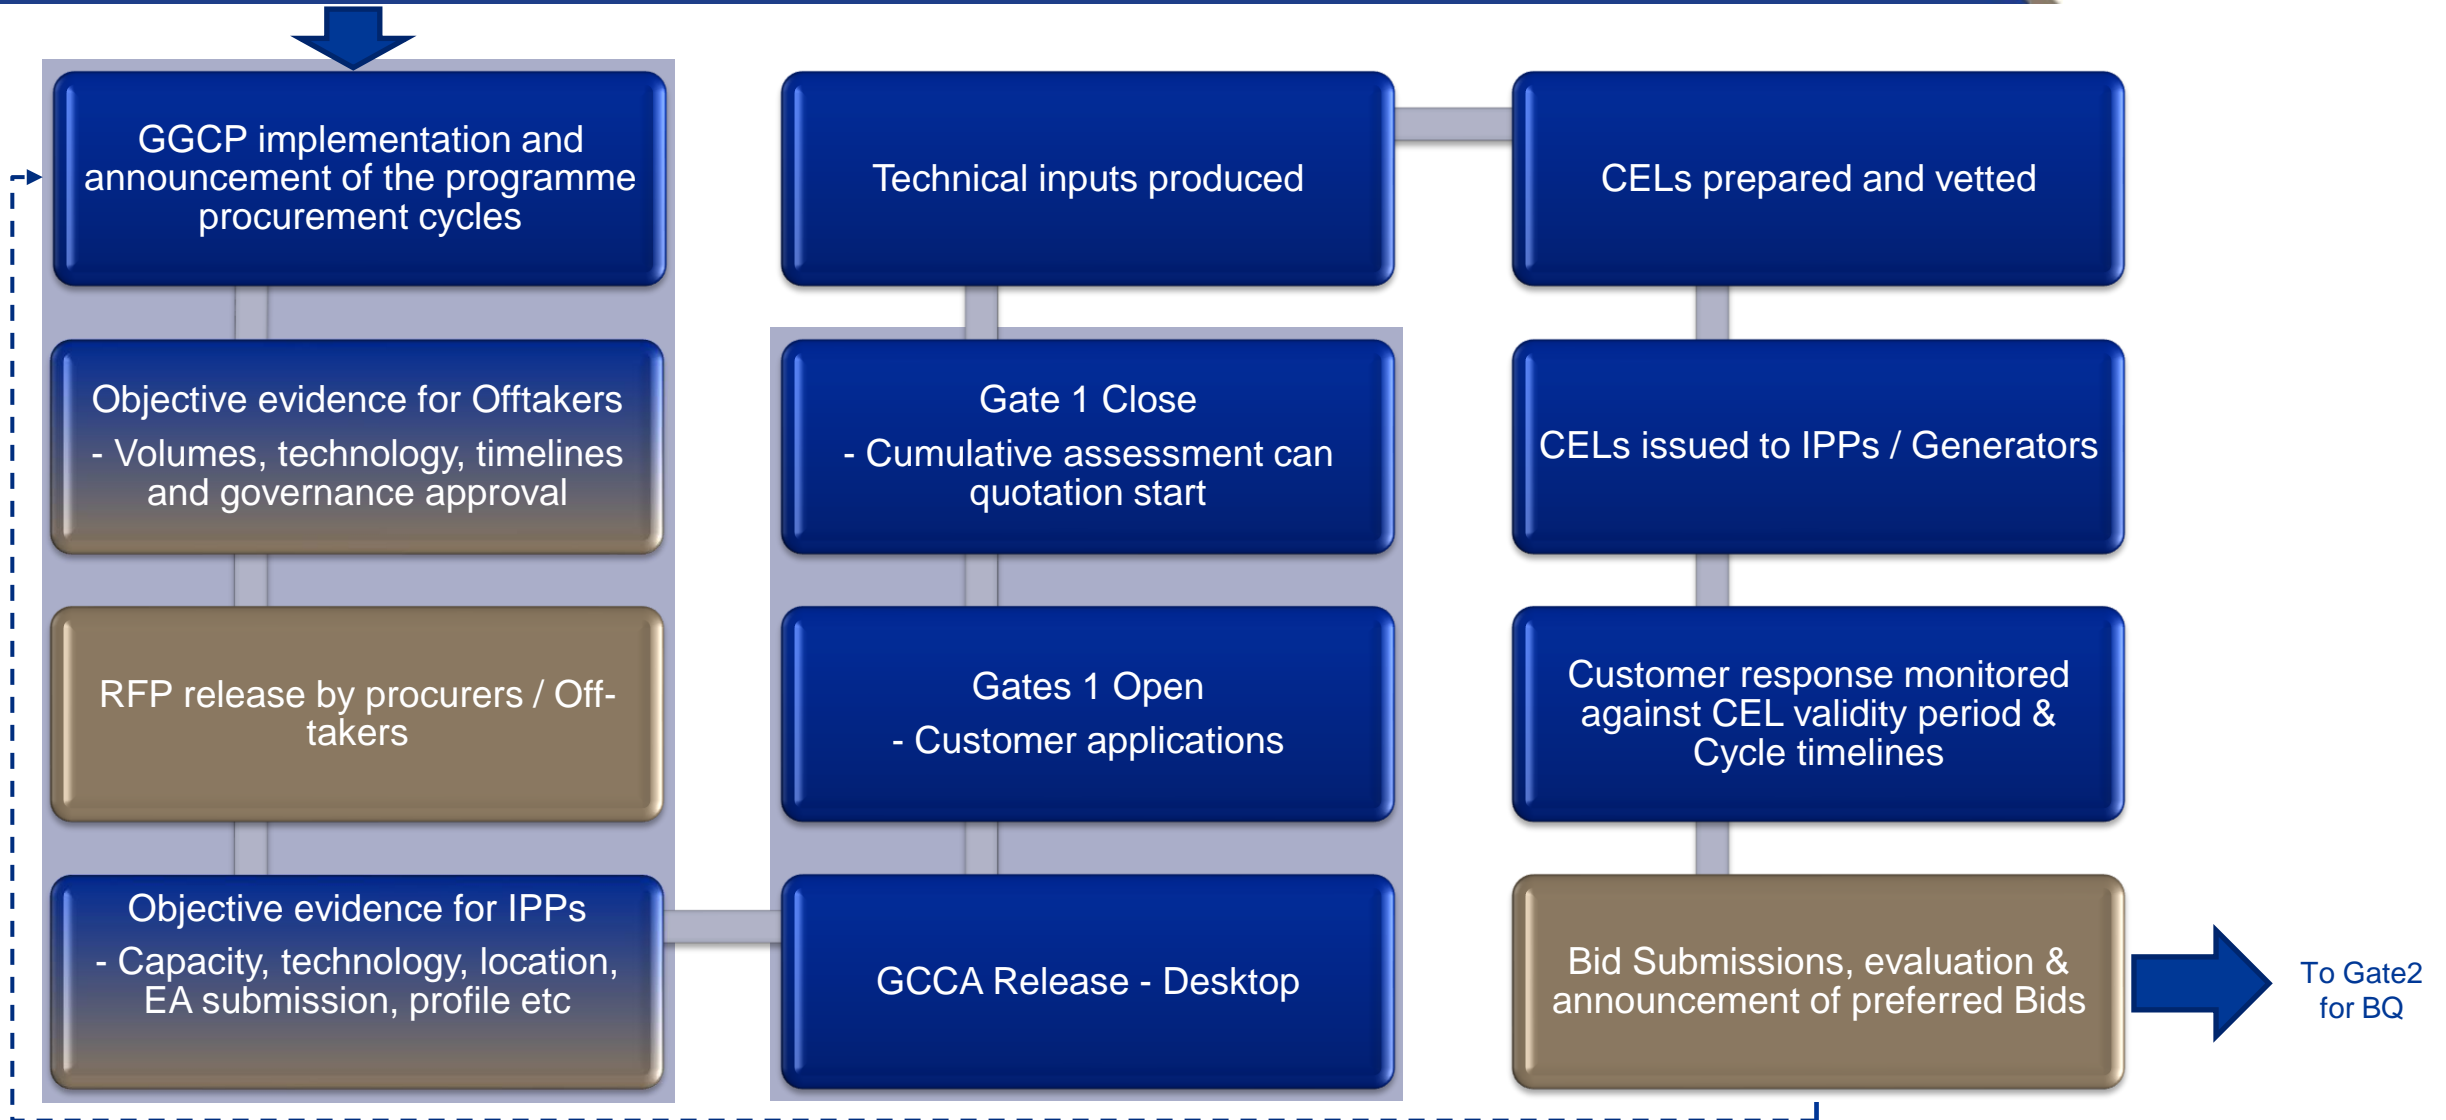 GGCP implementation and
announcement of the programme
procurement cycles
Objective evidence for Offtakers
- Volumes, technology, timelines
and governance approval
RFP release by procurers / Off-
takers
Objective evidence for IPPs
- Capacity, technology, location,
EA submission, profile etc
GCCA Release - Desktop
Gates 1 Open
- Customer applications
Gate 1 Close
- Cumulative assessment can
quotation start
Technical inputs produced
CELs prepared and vetted
CELs issued to IPPs / Generators
Customer response monitored
against CEL validity period &
Cycle timelines
Bid Submissions, evaluation &
announcement of preferred Bids
To Gate2
for BQ